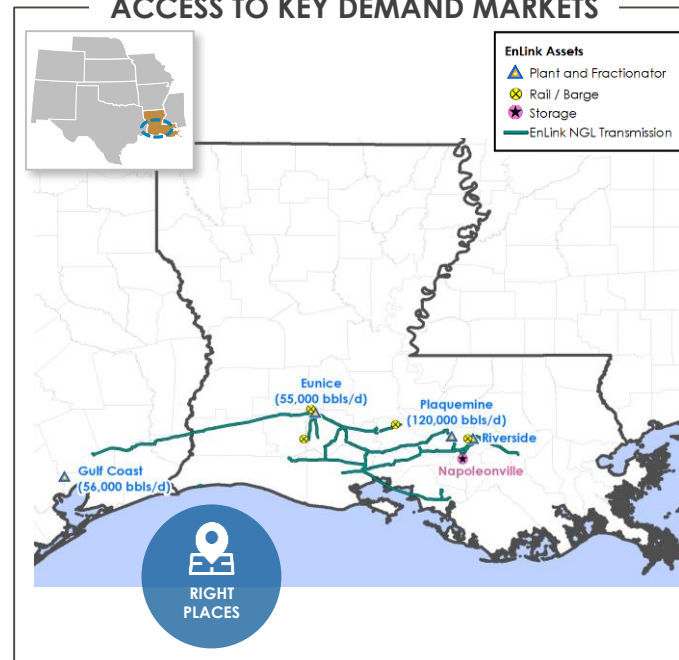 ACCESS TO KEY DEMAND MARKETS
EnLink Assets
Plant and Fractionator
Rail / Barge
Storage
EnLink NGL Transmission
Eunice
(55,000 bbls/d)
Plaquemine
(120,000 bbls/d)
Riverside
Napoleonville
Gulf Coast
(56,000 bbls/d)
RIGHT
PLACES